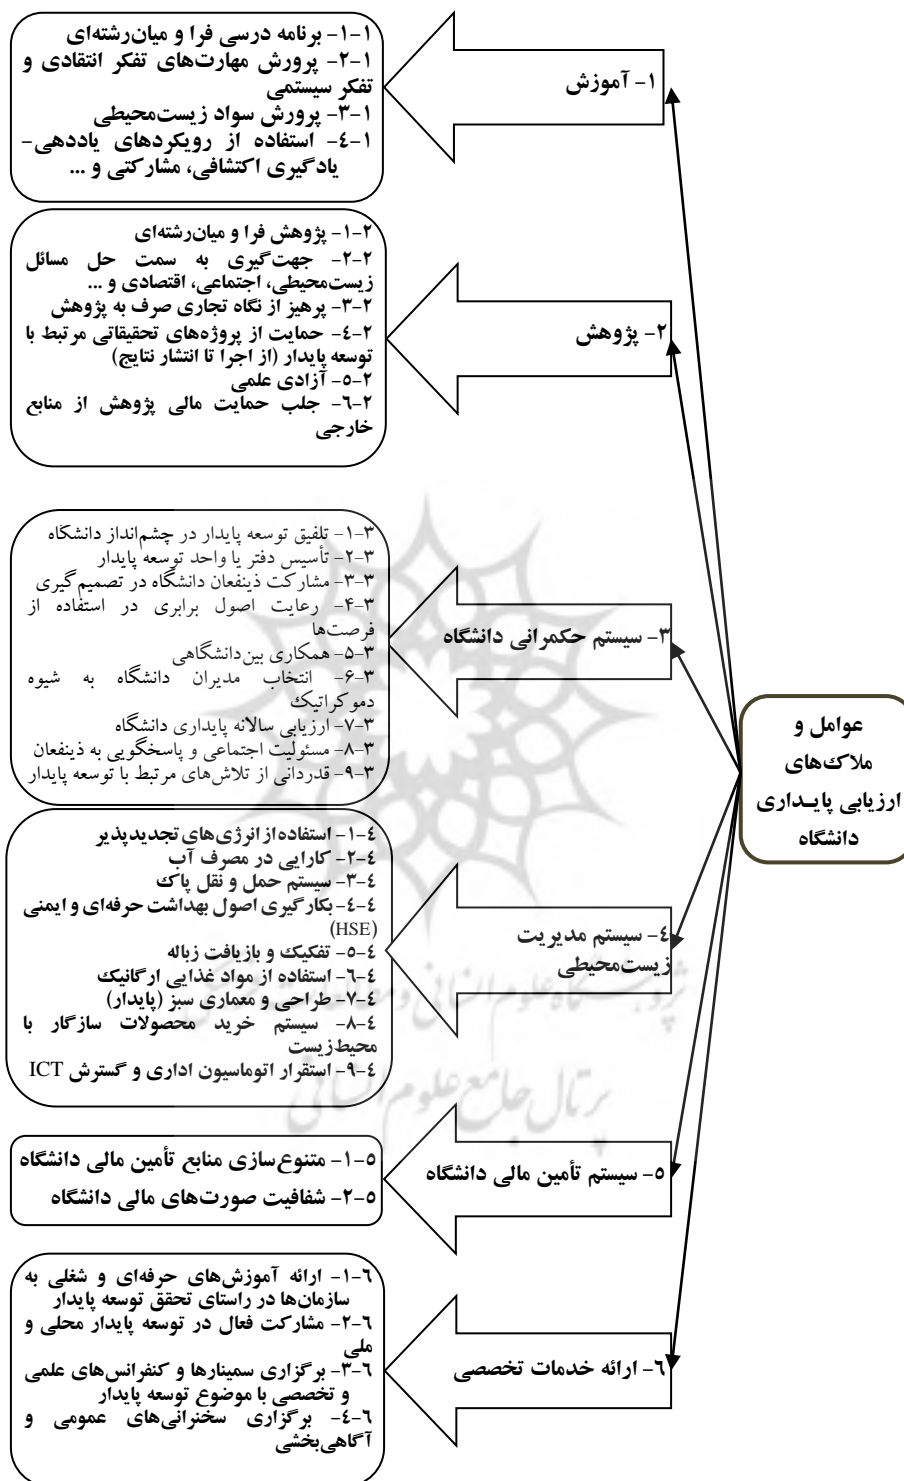 عوامل و
ملاک‌های
ارزیابی پایـداری
دانشگاه
۱- آموزش
۱-۱- برنامه درسی فرا و میان‌رشته‌ای
۱-۲- پرورش مهارت‌های تفکر انتقادی و
تفکر سیستمی
۱-۳- پرورش سواد زیست‌محیطی
۱-۴- استفاده از رویکردهای یاددهی-
یادگیری اکتشافی، مشارکتی و ...
۲- پژوهش
۲-۱- پژوهش فرا و میان‌رشته‌ای
۲-۲- جهت‌گیری به سمت حل مسائل
زیست‌محیطی، اجتماعی، اقتصادی و ...
۲-۳- پرهیز از نگاه تجاری صرف به پژوهش
۲-۴- حمایت از پروژه‌های تحقیقاتی مرتبط با
توسعه پایدار (از اجرا تا انتشار نتایج)
۲-۵- آزادی علمی
۲-۶- جلب حمایت مالی پژوهش از منابع
خارجی
۳- سیستم حکمرانی دانشگاه
۳-۱- تلفیق توسعه پایدار در چشم‌انداز دانشگاه
۳-۲- تأسیس دفتر یا واحد توسعه پایدار
۳-۳- مشارکت ذینفعان دانشگاه در تصمیم‌گیری
۳-۴- رعایت اصول برابری در استفاده از
فرصت‌ها
۳-۵- همکاری بین‌دانشگاهی
۳-۶- انتخاب مدیران دانشگاه به شیوه
دموکراتیک
۳-۷- ارزیابی سالانه پایداری دانشگاه
۳-۸- مسئولیت اجتماعی و پاسخگویی به ذینفعان
۳-۹- قدردانی از تلاش‌های مرتبط با توسعه پایدار
۴- سیستم مدیریت
زیست‌محیطی
۴-۱- استفاده از انرژی‌های تجدیدپذیر
۴-۲- کارایی در مصرف آب
۴-۳- سیستم حمل و نقل پاک
۴-۴- بکارگیری اصول بهداشت حرفه‌ای و ایمنی
(HSE)
۴-۵- تفکیک و بازیافت زباله
۴-۶- استفاده از مواد غذایی ارگانیک
۴-۷- طراحی و معماری سبز (پایدار)
۴-۸- سیستم خرید محصولات سازگار با
محیط‌زیست
۴-۹- استقرار اتوماسیون اداری و گسترش ICT
۵- سیستم تأمین مالی دانشگاه
۵-۱- متنوع‌سازی منابع تأمین مالی دانشگاه
۵-۲- شفافیت صورت‌های مالی دانشگاه
۶- ارائه خدمات تخصصی
۶-۱- ارائه آموزش‌های حرفه‌ای و شغلی به
سازمان‌ها در راستای تحقق توسعه پایدار
۶-۲- مشارکت فعال در توسعه پایدار محلی و
ملی
۶-۳- برگزاری سمینارها و کنفرانس‌های علمی
و تخصصی با موضوع توسعه پایدار
۶-۴- برگزاری سخنرانی‌های عمومی و
آگاهی‌بخشی
پژوهشگاه علوم انسانی و مطالعات فرهنگی
پرتال جامع علوم انسانی